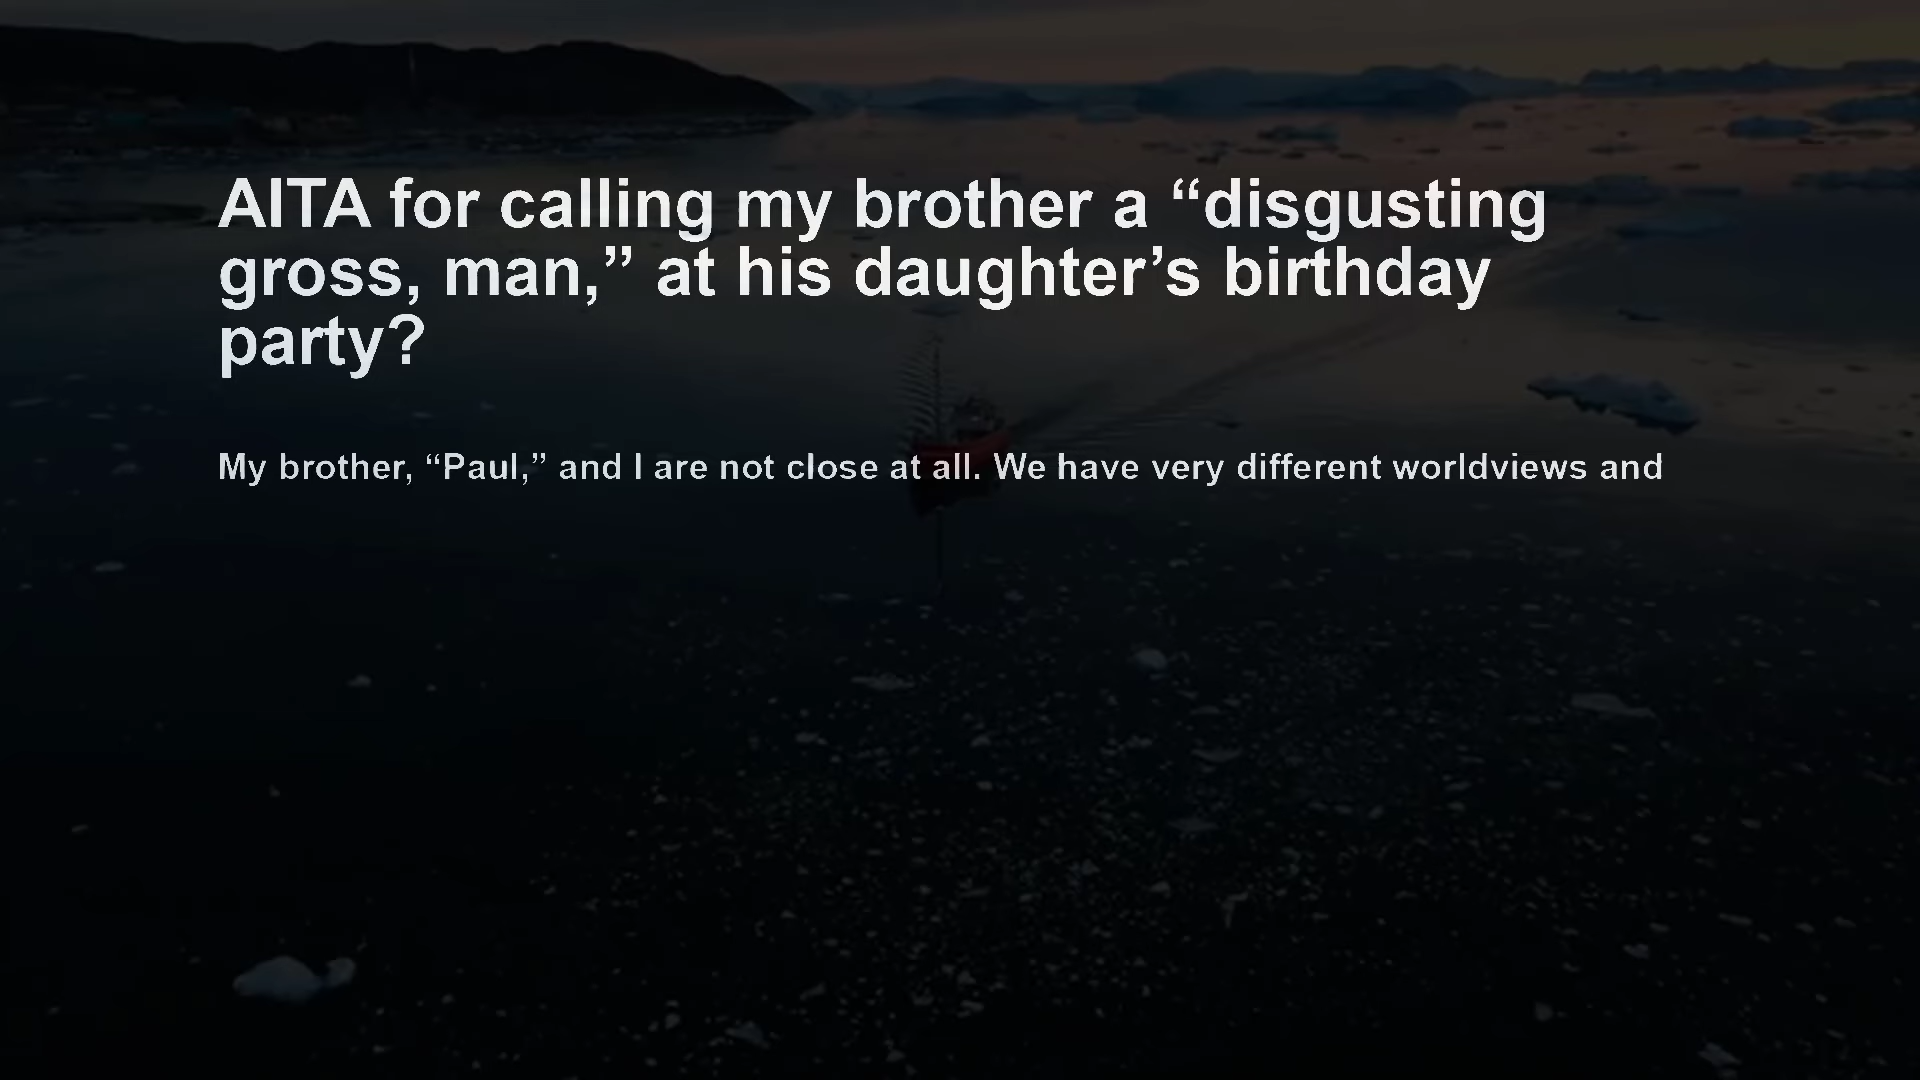 AITA for calling my brother a “disgusting
gross, man,” at his daughter’s birthday
party?
My brother, “Paul,” and I are not close at all. We have very different worldviews and